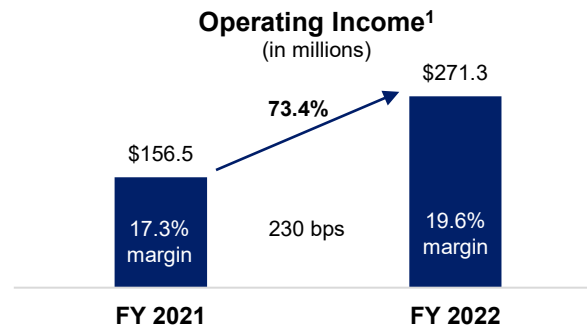 Operating Income¹
(in millions)
$271.3
73.4%
$156.5
17.3%
margin
230 bps
19.6%
margin
FY 2021
FY 2022